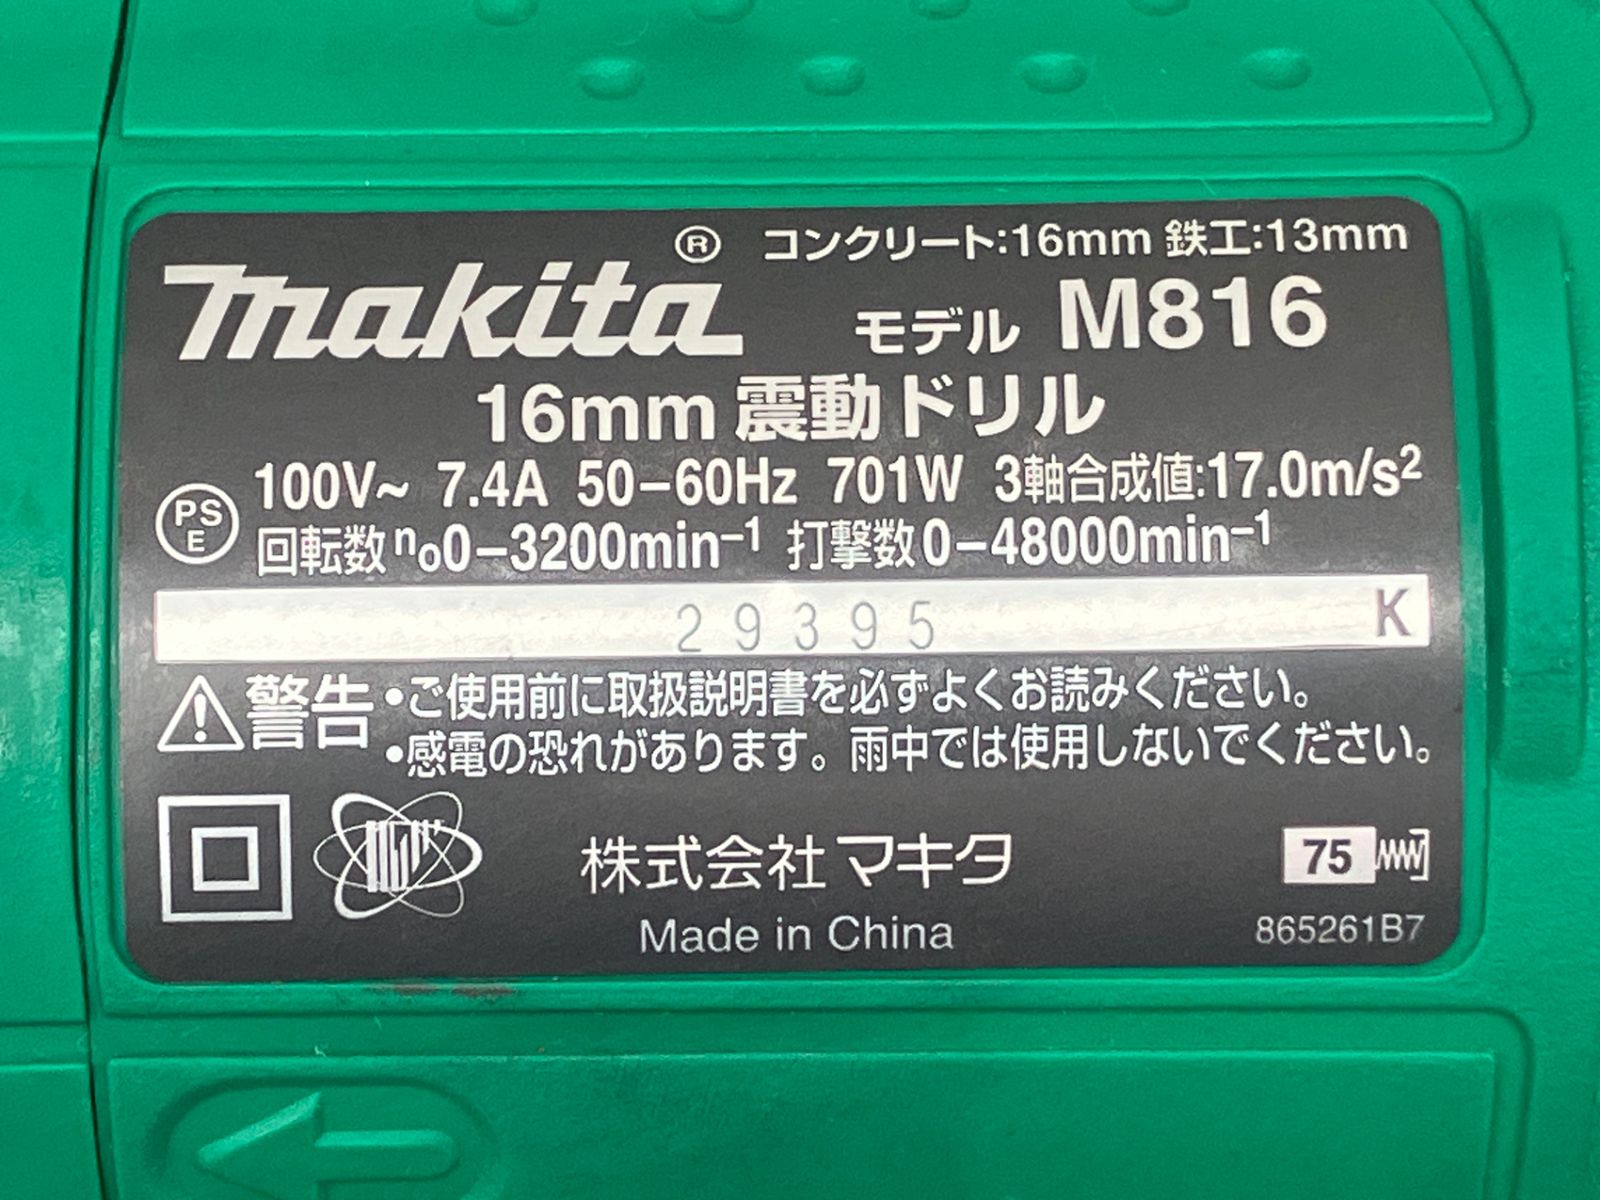 makita® コンクリート:16mm 鉄工:13mm
モデル M816
16mm 震動ドリル
100V~ 7.4A 50-60Hz 701W 3軸合成値:17.0m/s²
PS
E
回転数 n₀0-3200min⁻¹ 打撃数0-48000min⁻¹
29395 K
⚠警告 •ご使用前に取扱説明書を必ずよくお読みください。
•感電の恐れがあります。雨中では使用しないでください。
株式会社マキタ
75
Made in China
865261B7